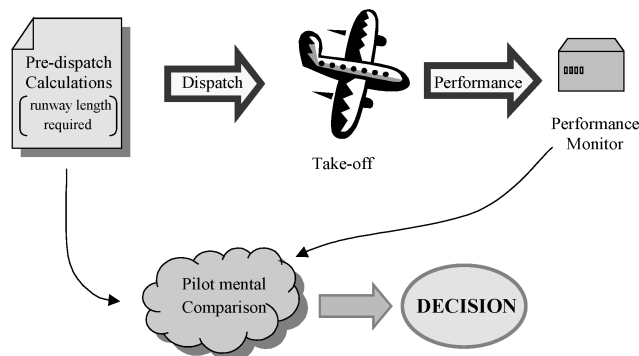 Pre-dispatch
Calculations
runway length
required
Dispatch
Take-off
Performance
Performance
Monitor
Pilot mental
Comparison
DECISION